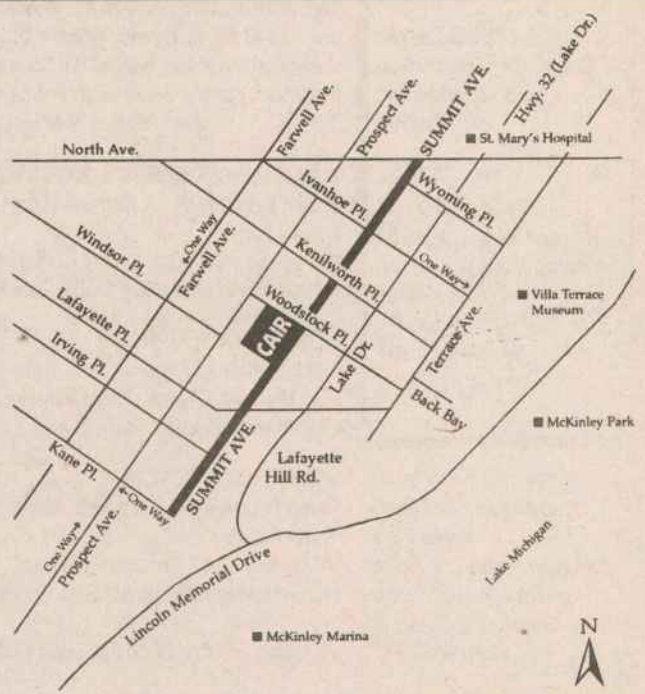 Hwy. 32 (Lake Dr.)
SUMMIT AVE.
Prospect Ave.
Farwell Ave.
North Ave.
St. Mary's Hospital
Ivanhoe Pl.
Wyoming Pl.
←One Way
Farwell Ave.
Windsor Pl.
Kenilworth Pl.
One Way→
Lafayette Pl.
Woodstock Pl.
Villa Terrace
Museum
Irving Pl.
CAIR
Lake Dr.
Terrace Ave.
Back Bay
McKinley Park
Kane Pl.
SUMMIT AVE.
Lafayette
Hill Rd.
←One Way
One Way→
Prospect Ave.
Lincoln Memorial Drive
Lake Michigan
McKinley Marina
N